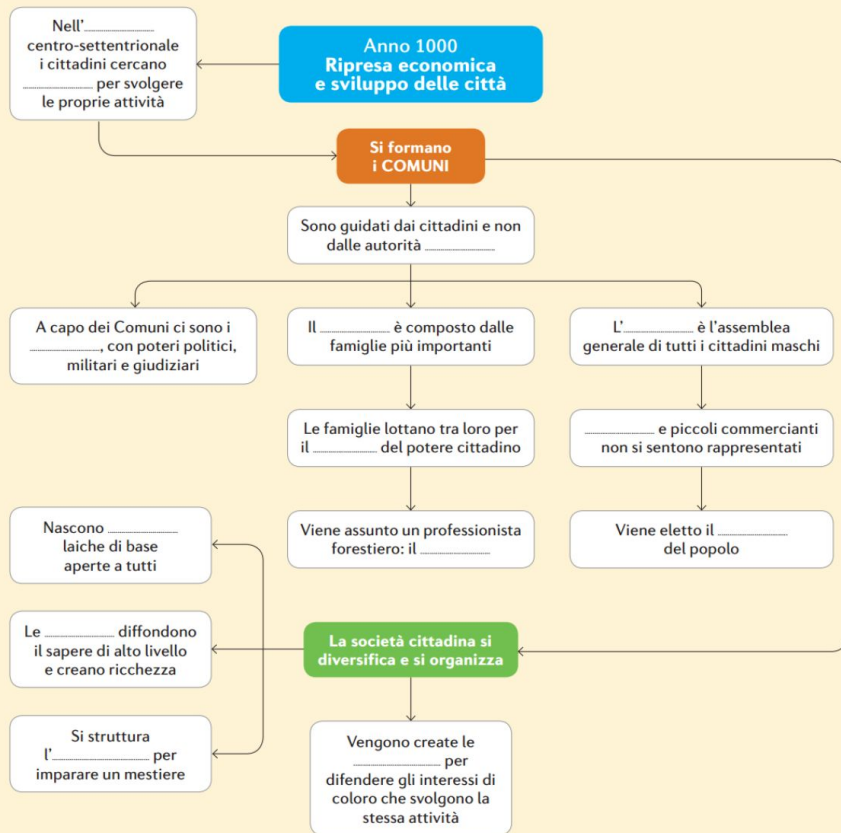 Anno 1000
Ripresa economica
e sviluppo delle città
Nell'....................
centro-settentrionale
i cittadini cercano
.................... per svolgere
le proprie attività
Si formano
i COMUNI
Sono guidati dai cittadini e non
dalle autorità ....................
A capo dei Comuni ci sono i
...................., con poteri politici,
militari e giudiziari
Il .................... è composto dalle
famiglie più importanti
L'.................... è l'assemblea
generale di tutti i cittadini maschi
Le famiglie lottano tra loro per
il .................... del potere cittadino
.................... e piccoli commercianti
non si sentono rappresentati
Viene assunto un professionista
forestiero: il ....................
Viene eletto il ....................
del popolo
La società cittadina si
diversifica e si organizza
Nascono ....................
laiche di base
aperte a tutti
Le .................... diffondono
il sapere di alto livello
e creano ricchezza
Si struttura
l'.................... per
imparare un mestiere
Vengono create le
.................... per
difendere gli interessi di
coloro che svolgono la
stessa attività